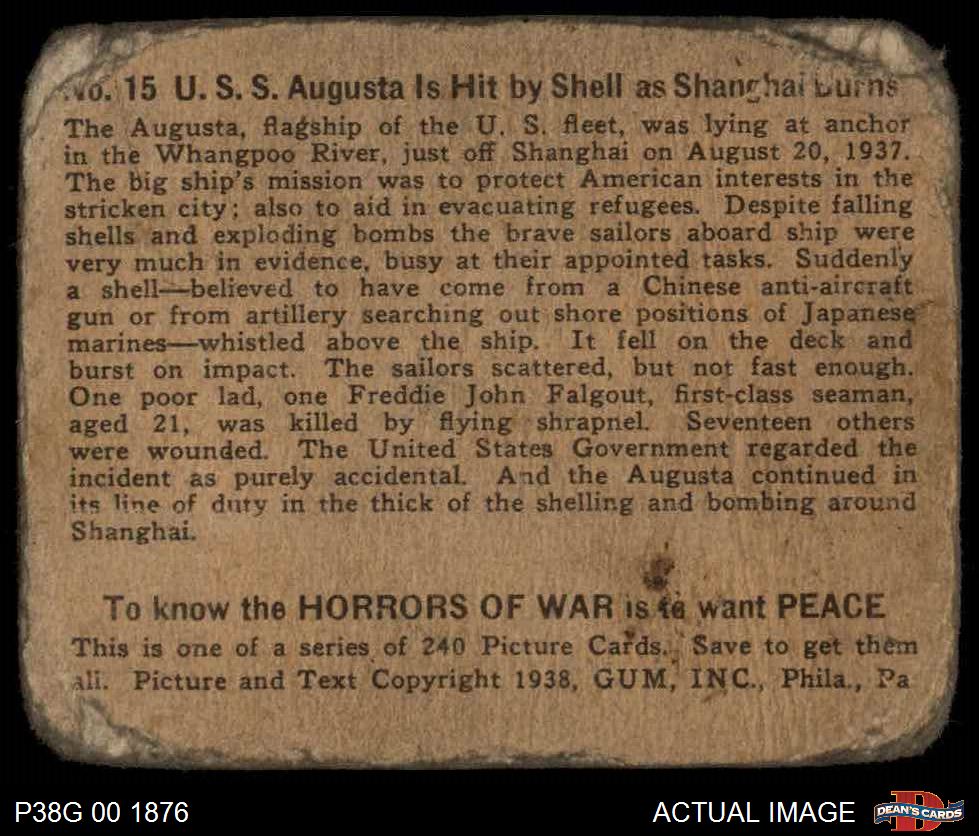 No. 15 U. S. S. Augusta Is Hit by Shell as Shanghai Burns
The Augusta, flagship of the U. S. fleet, was lying at anchor
in the Whangpoo River, just off Shanghai on August 20, 1937.
The big ship's mission was to protect American interests in the
stricken city; also to aid in evacuating refugees. Despite falling
shells and exploding bombs the brave sailors aboard ship were
very much in evidence, busy at their appointed tasks. Suddenly
a shell—believed to have come from a Chinese anti-aircraft
gun or from artillery searching out shore positions of Japanese
marines—whistled above the ship. It fell on the deck and
burst on impact. The sailors scattered, but not fast enough.
One poor lad, one Freddie John Falgout, first-class seaman,
aged 21, was killed by flying shrapnel. Seventeen others
were wounded. The United States Government regarded the
incident as purely accidental. And the Augusta continued in
its line of duty in the thick of the shelling and bombing around
Shanghai.
To know the HORRORS OF WAR is to want PEACE
This is one of a series of 240 Picture Cards. Save to get them
all. Picture and Text Copyright 1938, GUM, INC., Phila., Pa
P38G 00 1876
ACTUAL IMAGE
DEAN'S CARDS